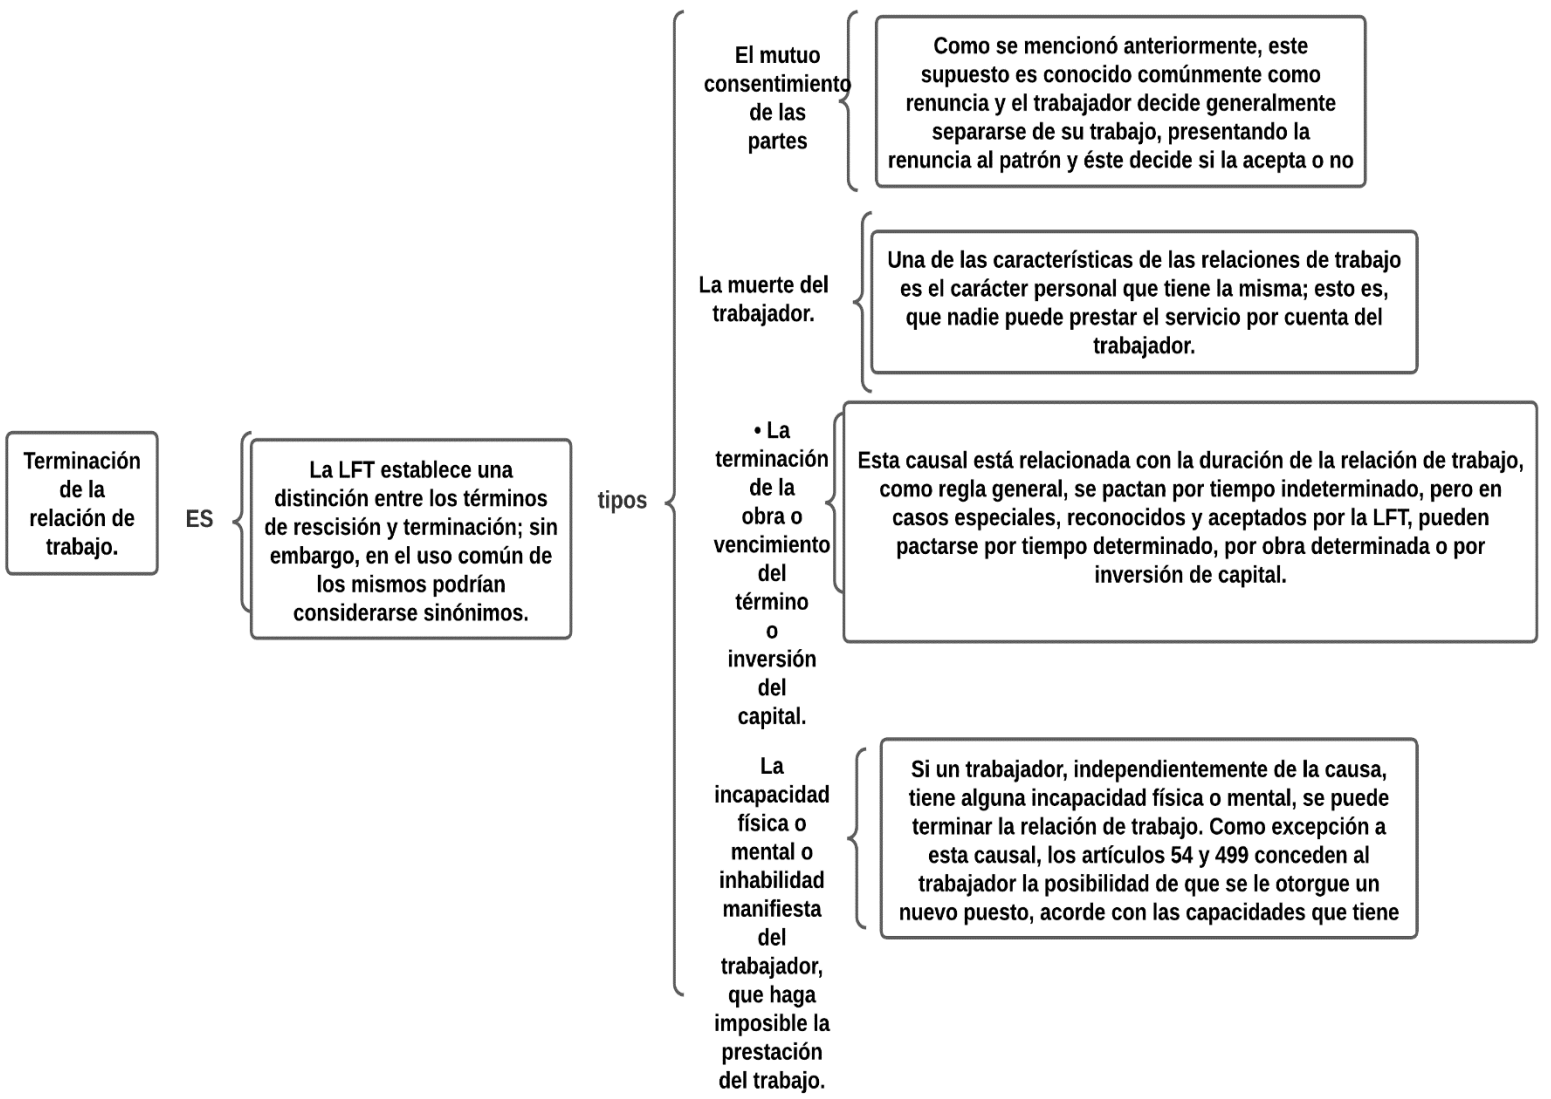 Terminación
de la
relación de
trabajo.
ES
La LFT establece una
distinción entre los términos
de rescisión y terminación; sin
embargo, en el uso común de
los mismos podrían
considerarse sinónimos.
tipos
El mutuo
consentimiento
de las
partes
Como se mencionó anteriormente, este
supuesto es conocido comúnmente como
renuncia y el trabajador decide generalmente
separarse de su trabajo, presentando la
renuncia al patrón y éste decide si la acepta o no
La muerte del
trabajador.
Una de las características de las relaciones de trabajo
es el carácter personal que tiene la misma; esto es,
que nadie puede prestar el servicio por cuenta del
trabajador.
• La
terminación
de la
obra o
vencimiento
del
término
o
inversión
del
capital.
Esta causal está relacionada con la duración de la relación de trabajo,
como regla general, se pactan por tiempo indeterminado, pero en
casos especiales, reconocidos y aceptados por la LFT, pueden
pactarse por tiempo determinado, por obra determinada o por
inversión de capital.
La
incapacidad
física o
mental o
inhabilidad
manifiesta
del
trabajador,
que haga
imposible la
prestación
del trabajo.
Si un trabajador, independientemente de la causa,
tiene alguna incapacidad física o mental, se puede
terminar la relación de trabajo. Como excepción a
esta causal, los artículos 54 y 499 conceden al
trabajador la posibilidad de que se le otorgue un
nuevo puesto, acorde con las capacidades que tiene